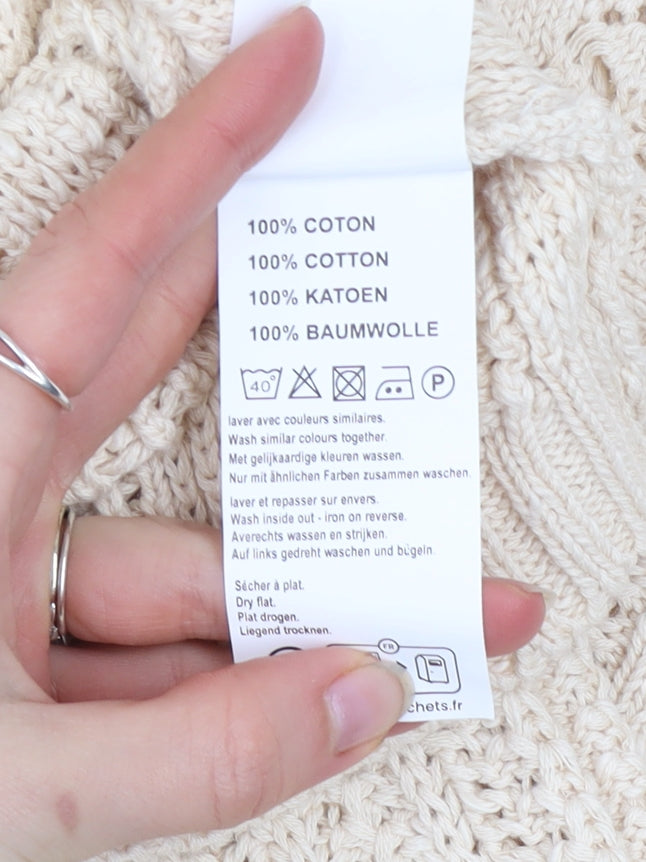 100% COTON
100% COTTON
100% KATOEN
100% BAUMWOLLE
40° P
laver avec couleurs similaires.
Wash similar colours together.
Met gelijkaardige kleuren wassen.
Nur mit ähnlichen Farben zusammen waschen.
laver et repasser sur envers.
Wash inside out - iron on reverse.
Averechts wassen en strijken.
Auf links gedreht waschen und bügeln.
Sécher à plat.
Dry flat.
Plat drogen.
Liegend trocknen.
FR
chets.fr